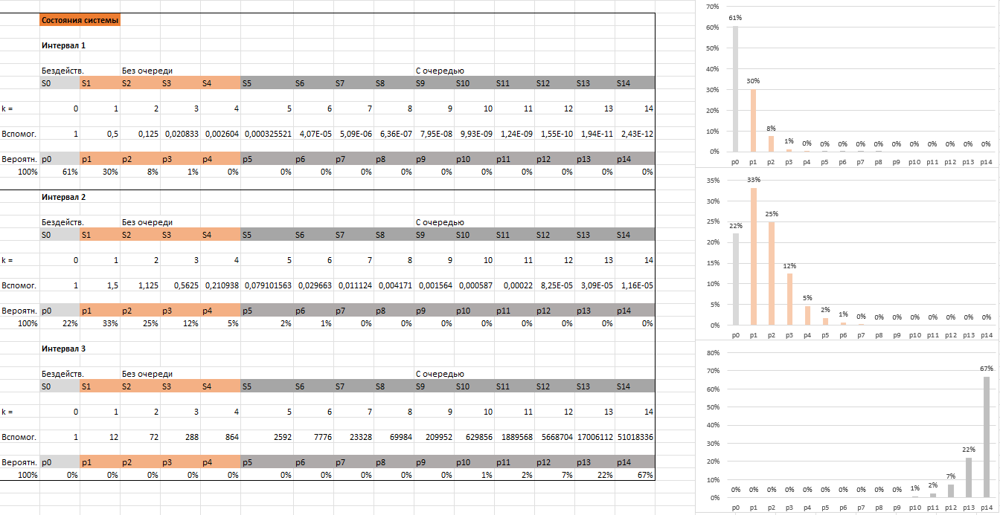 Состояния системы
Интервал 1
Бездейств. Без очереди С очередью
S0 S1 S2 S3 S4 S5 S6 S7 S8 S9 S10 S11 S12 S13 S14
k = 0 1 2 3 4 5 6 7 8 9 10 11 12 13 14
Вспомог. 1 0,5 0,125 0,020833 0,002604 0,000325521 4,07E-05 5,09E-06 6,36E-07 7,95E-08 9,93E-09 1,24E-09 1,55E-10 1,94E-11 2,43E-12
Вероятн. p0 p1 p2 p3 p4 p5 p6 p7 p8 p9 p10 p11 p12 p13 p14
100% 61% 30% 8% 1% 0% 0% 0% 0% 0% 0% 0% 0% 0% 0% 0%
Интервал 2
Бездейств. Без очереди С очередью
S0 S1 S2 S3 S4 S5 S6 S7 S8 S9 S10 S11 S12 S13 S14
k = 0 1 2 3 4 5 6 7 8 9 10 11 12 13 14
Вспомог. 1 1,5 1,125 0,5625 0,210938 0,079101563 0,029663 0,011124 0,004171 0,001564 0,000587 0,00022 8,25E-05 3,09E-05 1,16E-05
Вероятн. p0 p1 p2 p3 p4 p5 p6 p7 p8 p9 p10 p11 p12 p13 p14
100% 22% 33% 25% 12% 5% 2% 1% 0% 0% 0% 0% 0% 0% 0% 0%
Интервал 3
Бездейств. Без очереди С очередью
S0 S1 S2 S3 S4 S5 S6 S7 S8 S9 S10 S11 S12 S13 S14
k = 0 1 2 3 4 5 6 7 8 9 10 11 12 13 14
Вспомог. 1 12 72 288 864 2592 7776 23328 69984 209952 629856 1889568 5668704 17006112 51018336
Вероятн. p0 p1 p2 p3 p4 p5 p6 p7 p8 p9 p10 p11 p12 p13 p14
100% 0% 0% 0% 0% 0% 0% 0% 0% 0% 0% 1% 2% 7% 22% 67%
70%
60%
50%
40%
30%
20%
10%
0%
61% 30% 8% 1% 0% 0% 0% 0% 0% 0% 0% 0% 0% 0% 0%
p0 p1 p2 p3 p4 p5 p6 p7 p8 p9 p10 p11 p12 p13 p14
35%
30%
25%
20%
15%
10%
5%
0%
22% 33% 25% 12% 5% 2% 1% 0% 0% 0% 0% 0% 0% 0% 0%
p0 p1 p2 p3 p4 p5 p6 p7 p8 p9 p10 p11 p12 p13 p14
80%
70%
60%
50%
40%
30%
20%
10%
0%
0% 0% 0% 0% 0% 0% 0% 0% 0% 0% 1% 2% 7% 22% 67%
p0 p1 p2 p3 p4 p5 p6 p7 p8 p9 p10 p11 p12 p13 p14